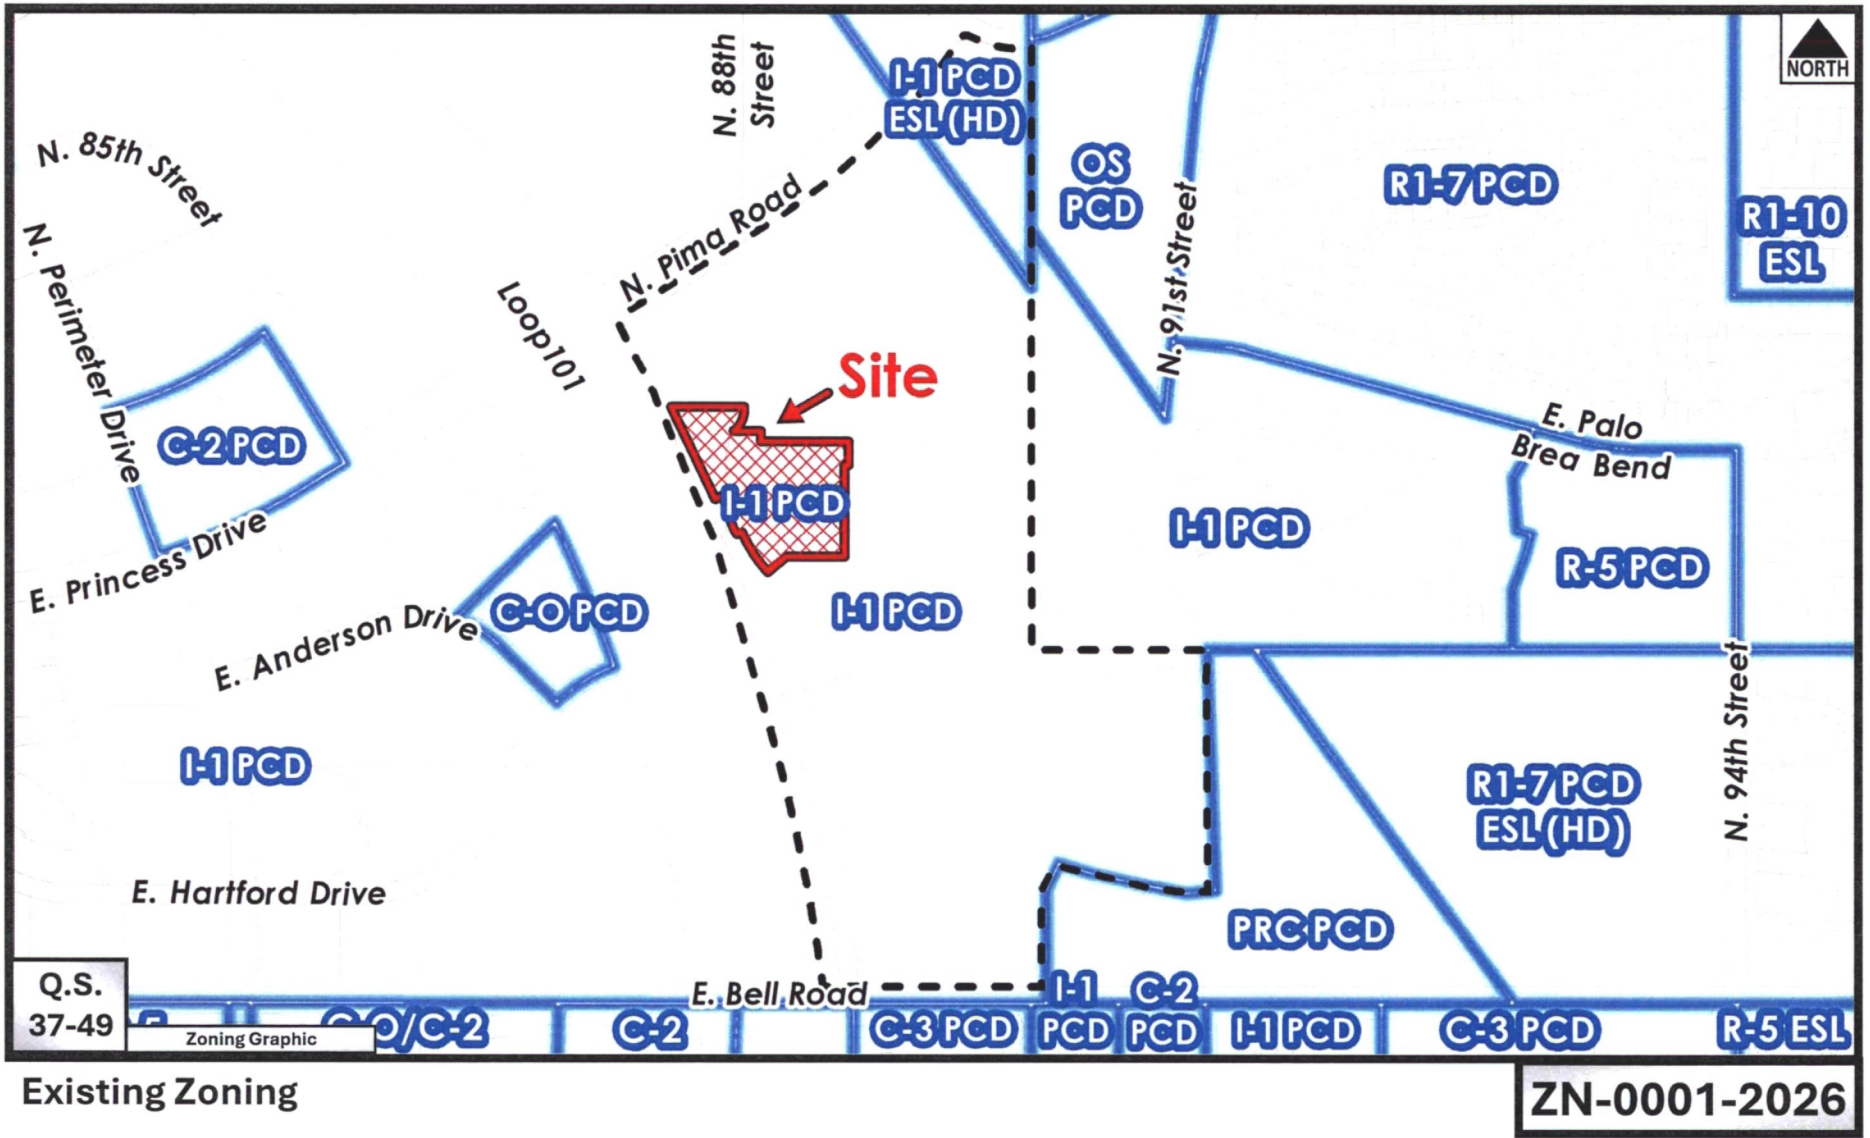 N. 88th
Street
NORTH
I-1 PCD
ESL (HD)
N. 85th Street
OS
PCD
R1-7 PCD
R1-10
ESL
N. Pima Road
N. 91st Street
N. Perimeter Drive
Loop101
Site
C-2 PCD
E. Palo
Brea Bend
I-1 PCD
I-1 PCD
R-5 PCD
E. Princess Drive
C-O PCD
I-1 PCD
E. Anderson Drive
N. 94th Street
I-1 PCD
R1-7 PCD
ESL (HD)
E. Hartford Drive
PRC PCD
Q.S.
37-49
E. Bell Road
I-1
PCD
C-2
PCD
Zoning Graphic
C-O/C-2
C-2
C-3 PCD
I-1 PCD
C-3 PCD
R-5 ESL
Existing Zoning
ZN-0001-2026